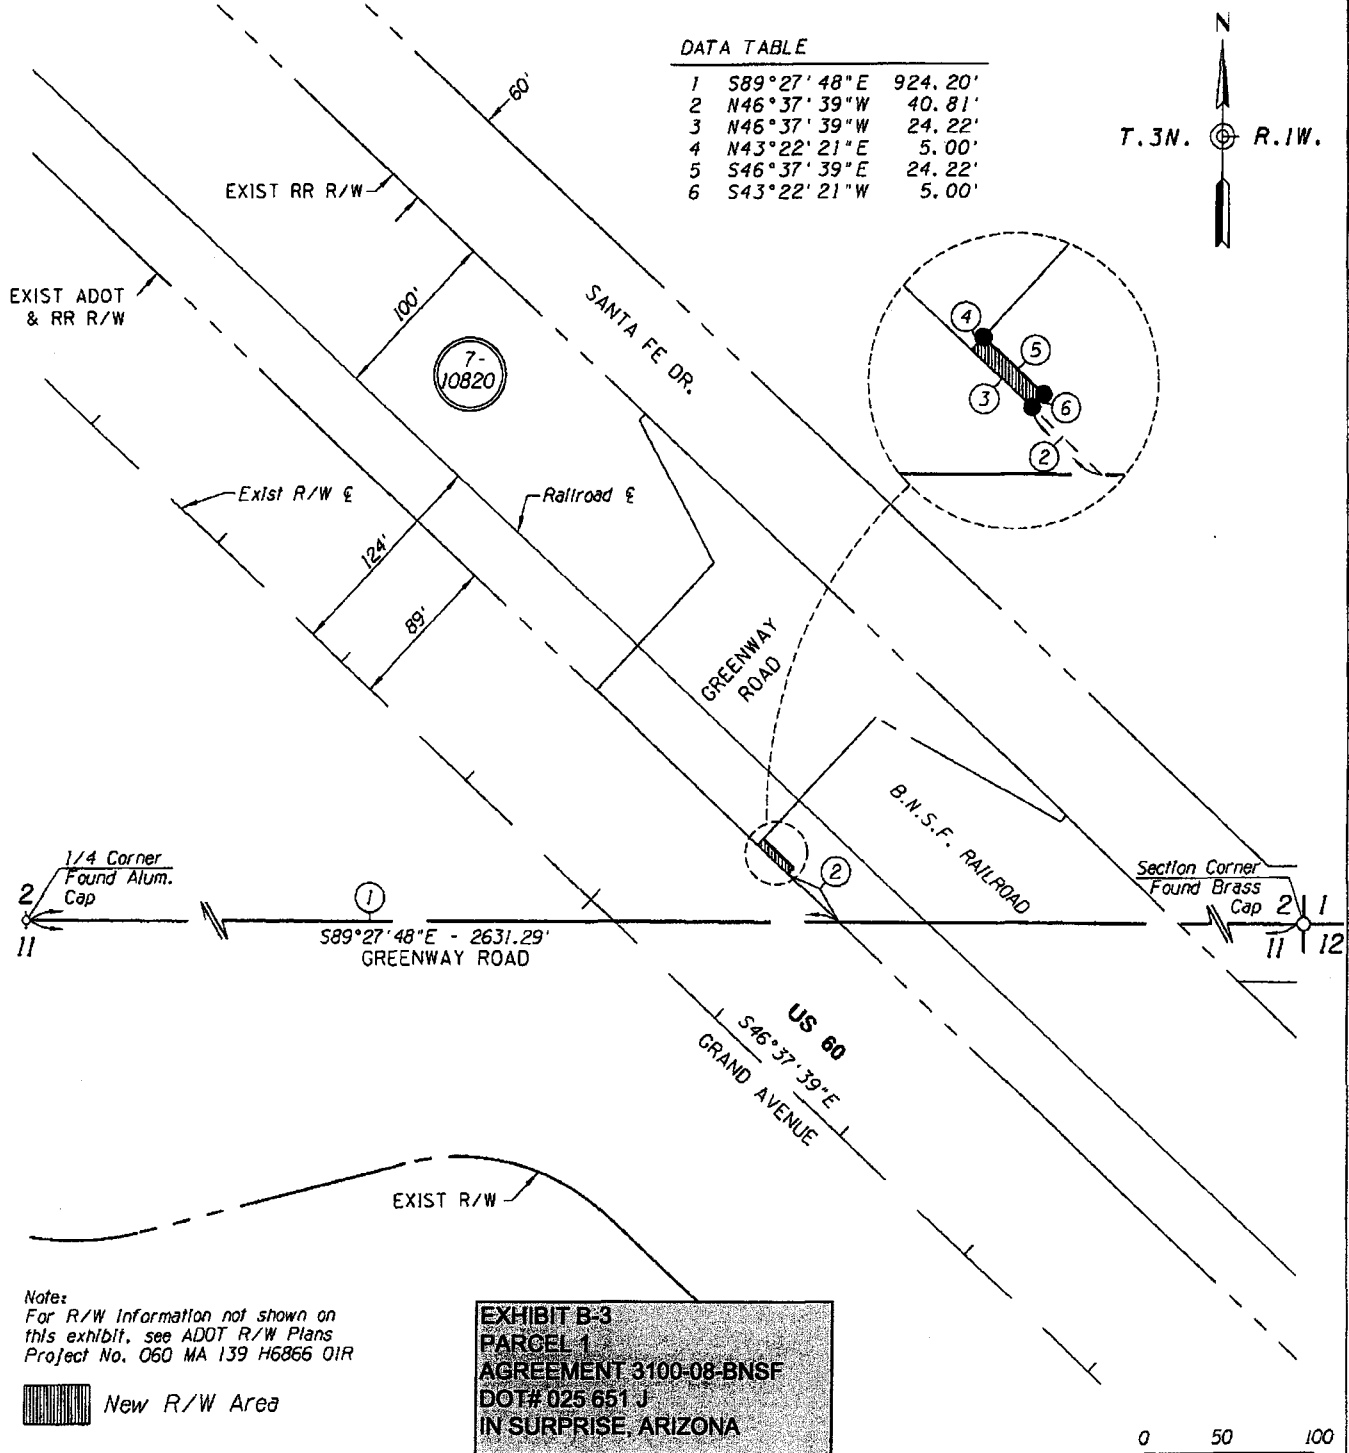 DATA TABLE
1 S89°27'48"E 924.20'
2 N46°37'39"W 40.81'
3 N46°37'39"W 24.22'
4 N43°22'21"E 5.00'
5 S46°37'39"E 24.22'
6 S43°22'21"W 5.00'
N
T.3N. R.1W.
60'
EXIST RR R/W
EXIST ADOT
& RR R/W
100'
7-
10820
SANTA FE DR.
4
5
3
6
2
Exist R/W ℄
Railroad ℄
124'
89'
GREENWAY
ROAD
B.N.S.F. RAILROAD
1/4 Corner
Found Alum.
Cap
2
11
1
S89°27'48"E - 2631.29'
GREENWAY ROAD
2
Section Corner
Found Brass
Cap
2 1
11 12
US 60
S46°37'39"E
GRAND AVENUE
EXIST R/W
Note:
For R/W information not shown on
this exhibit, see ADOT R/W Plans
Project No. 060 MA 139 H6866 01R
New R/W Area
EXHIBIT B-3
PARCEL 1
AGREEMENT 3100-08-BNSF
DOT# 025 651 J
IN SURPRISE, ARIZONA
0 50 100